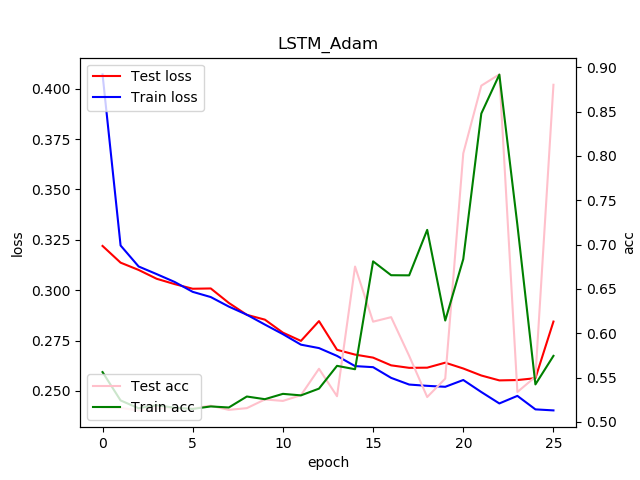 LSTM_Adam
Test loss
Train loss
Test acc
Train acc
loss
0.400
0.375
0.350
0.325
0.300
0.275
0.250
acc
0.90
0.85
0.80
0.75
0.70
0.65
0.60
0.55
0.50
0 5 10 15 20 25
epoch